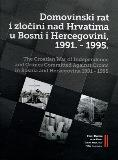 Domovinski rat
i zločini nad Hrvatima
u Bosni i Hercegovini,
1991. - 1995.
The Croatian War of Independence
and Crimes Committed Against Croats
in Bosnia and Herzegovina 1991 - 1995